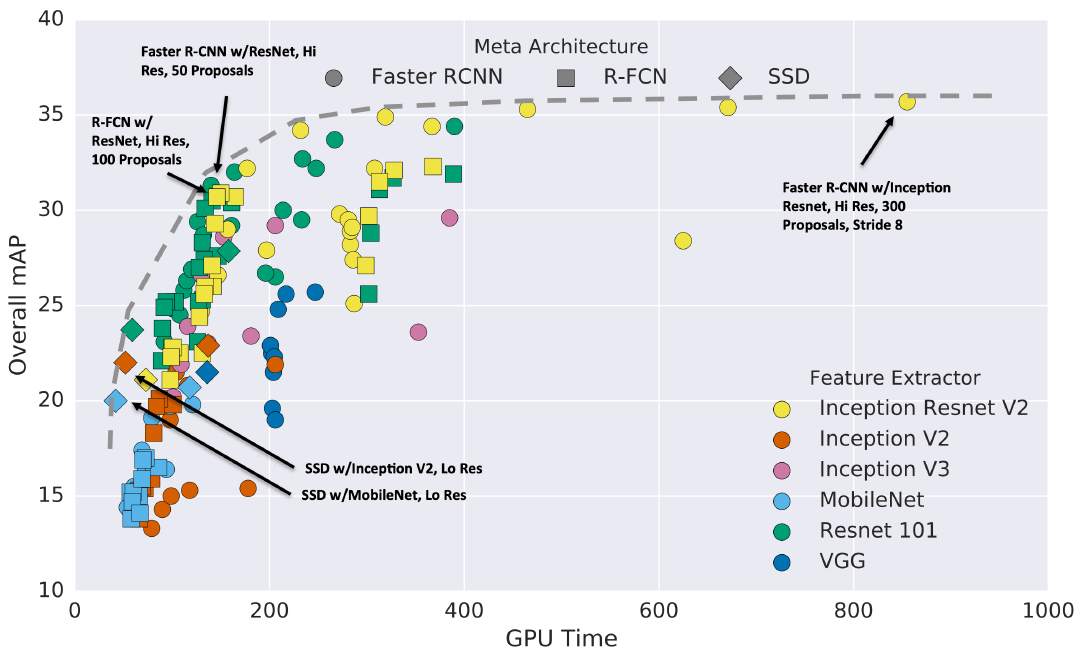 40
35
30
25
20
15
10
Overall mAP
0
200
400
600
800
1000
GPU Time
Meta Architecture
Faster RCNN
R-FCN
SSD
Faster R-CNN w/ResNet, Hi
Res, 50 Proposals
R-FCN w/
ResNet, Hi Res,
100 Proposals
Faster R-CNN w/Inception
Resnet, Hi Res, 300
Proposals, Stride 8
SSD w/Inception V2, Lo Res
SSD w/MobileNet, Lo Res
Feature Extractor
Inception Resnet V2
Inception V2
Inception V3
MobileNet
Resnet 101
VGG